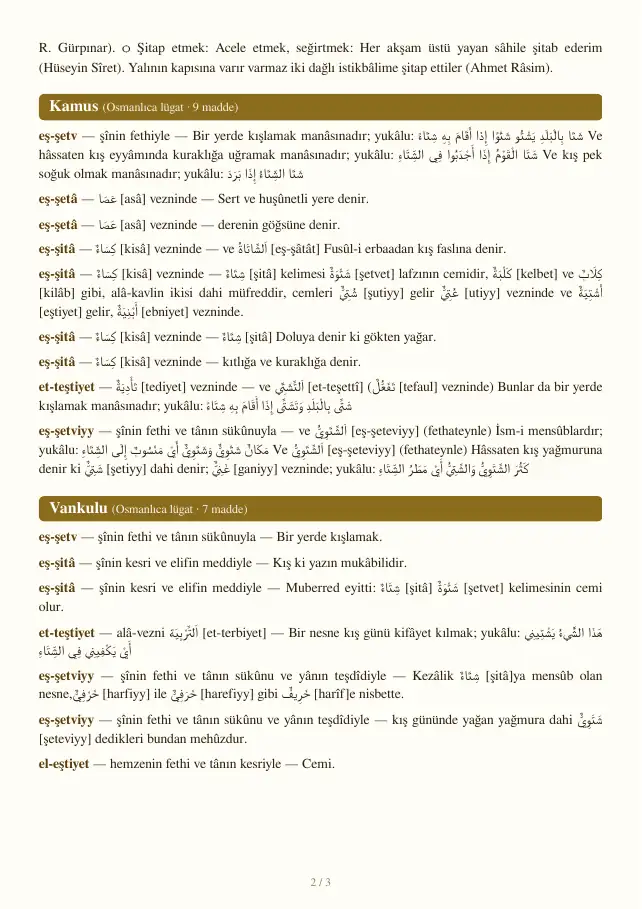 R. Gürpınar). ○ Şitap etmek: Acele etmek, seğirtmek: Her akşam üstü yayan sâhile şitab ederim
(Hüseyin Sîret). Yalının kapısına varır varmaz iki dağlı istikbâlime şitap ettiler (Ahmet Râsim).
Kamus (Osmanlıca lügat · 9 madde)
eş-şetv — şînin fethiyle — Bir yerde kışlamak manâsınadır; yukâlu: شَتَا بِالْبَلَدِ يَشْتُو شَتْوًا إِذَا أَقَامَ بِهِ شِتَاءً Ve
hâssaten kış eyyâmında kuraklığa uğramak manâsınadır; yukâlu: شَتَا الْقَوْمُ إِذَا أَجْدَبُوا فِي الشِّتَاءِ Ve kış pek
soğuk olmak manâsınadır; yukâlu: شَتَا الشِّتَاءُ إِذَا بَرَدَ
eş-şetâ — عَصَا [asâ] vezninde — Sert ve huşûnetli yere denir.
eş-şetâ — عَصَا [asâ] vezninde — derenin göğsüne denir.
eş-şitâ — كِسَاءٌ [kisâ] vezninde — ve اَلشَّاتَاةُ [eş-şâtât] Fusûl-i erbaadan kış faslına denir.
eş-şitâ — كِسَاءٌ [kisâ] vezninde — شِتَاءٌ [şitâ] kelimesi شَتْوَةٌ [şetvet] lafzının cemidir, كَلْبَةٌ [kelbet] ve كِلَابٌ
[kilâb] gibi, alâ-kavlin ikisi dahi müfreddir, cemleri شُتِيٌّ [şutiyy] gelir عُتِيٌّ [utiyy] vezninde ve أَشْتِيَةٌ
[eştiyet] gelir, أَبْنِيَةٌ [ebniyet] vezninde.
eş-şitâ — كِسَاءٌ [kisâ] vezninde — شِتَاءٌ [şitâ] Doluya denir ki gökten yağar.
eş-şitâ — كِسَاءٌ [kisâ] vezninde — kıtlığa ve kuraklığa denir.
et-teştiyet — تَأْدِيَةٌ [tediyet] vezninde — ve اَلتَّشَتِّي [et-teşettî] (تَفَعُّلٌ [tefaul] vezninde) Bunlar da bir yerde
kışlamak manâsınadır; yukâlu: شَتَّى بِالْبَلَدِ وَتَشَتَّى إِذَا أَقَامَ بِهِ شِتَاءً
eş-şetviyy — şînin fethi ve tânın sükûnuyla — ve اَلشَّتَوِيُّ [eş-şeteviyy] (fethateynle) İsm-i mensûblardır;
yukâlu: مَكَانٌ شَتْوِيٌّ وَشَتَوِيٌّ أَيْ مَنْسُوبٌ إِلَى الشِّتَاءِ Ve اَلشَّتَوِيُّ [eş-şeteviyy] (fethateynle) Hâssaten kış yağmuruna
denir ki شَتِيٌّ [şetiyy] dahi denir; غَنِيٌّ [ganiyy] vezninde; yukâlu: كَثُرَ الشَّتَوِيُّ وَالشَّتِيُّ أَيْ مَطَرُ الشِّتَاءِ
Vankulu (Osmanlıca lügat · 7 madde)
eş-şetv — şînin fethi ve tânın sükûnuyla — Bir yerde kışlamak.
eş-şitâ — şînin kesri ve elifin meddiyle — Kış ki yazın mukâbilidir.
eş-şitâ — şînin kesri ve elifin meddiyle — Muberred eyitti: شِتَاءٌ [şitâ] شَتْوَةٌ [şetvet] kelimesinin cemi
olur.
et-teştiyet — alâ-vezni اَلتَّرْبِيَة [et-terbiyet] — Bir nesne kış günü kifâyet kılmak; yukâlu: هَذَا الشَّيْءُ يُشَتِّينِي
أَيْ يَكْفِينِي فِي الشِّتَاءِ
eş-şetviyy — şînin fethi ve tânın sükûnu ve yânın teşdîdiyle — Kezâlik شِتَاءٌ [şitâ]ya mensûb olan
nesne, خَرْفِيٌّ [harfiyy] ile خَرَفِيٌّ [harefiyy] gibi خَرِيفٌ [harîf]e nisbette.
eş-şetviyy — şînin fethi ve tânın sükûnu ve yânın teşdîdiyle — kış gününde yağan yağmura dahi شَتَوِيٌّ
[şeteviyy] dedikleri bundan mehûzdur.
el-eştiyet — hemzenin fethi ve tânın kesriyle — Cemi.
2 / 3